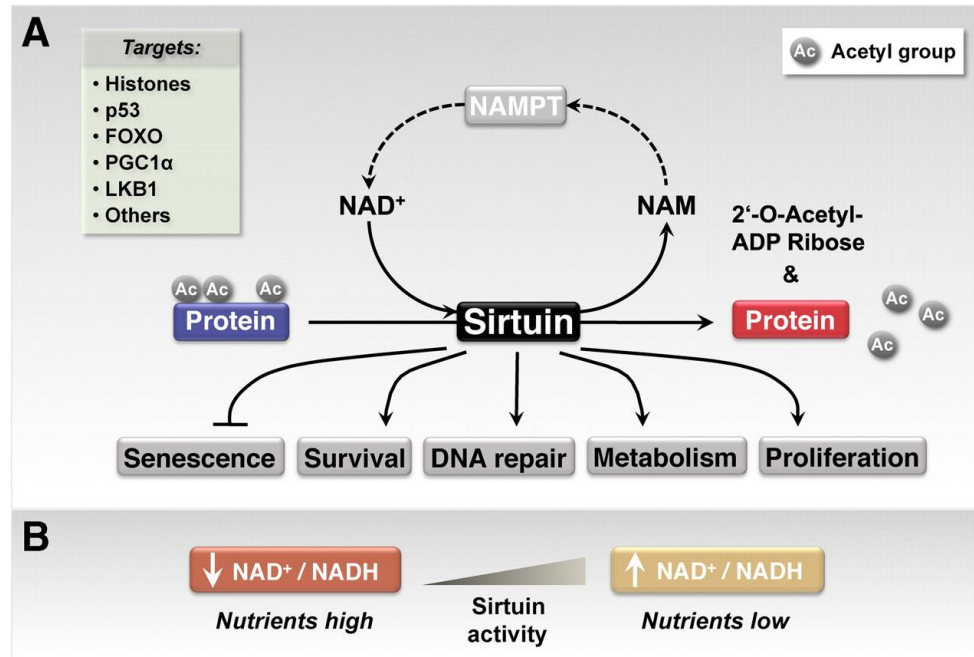 A
Targets:
• Histones
• p53
• FOXO
• PGC1α
• LKB1
• Others
Ac Acetyl group
NAMPT
NAD⁺
NAM
2‘-O-Acetyl-
ADP Ribose
&
Ac Ac Ac
Protein
Sirtuin
Protein
Ac
Ac
Ac
Senescence
Survival
DNA repair
Metabolism
Proliferation
B
↓ NAD⁺ / NADH
Nutrients high
Sirtuin
activity
↑ NAD⁺ / NADH
Nutrients low